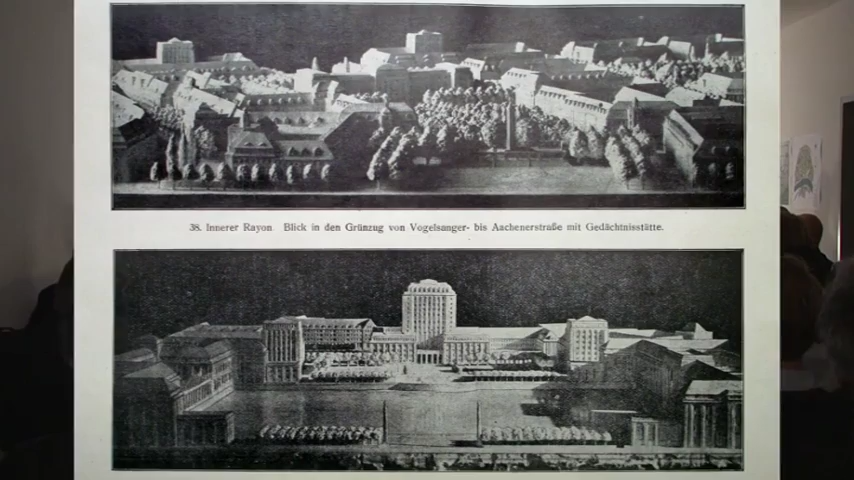 38. Innerer Rayon. Blick in den Grünzug von Vogelsanger- bis Aachenerstraße mit Gedächtnisstätte.